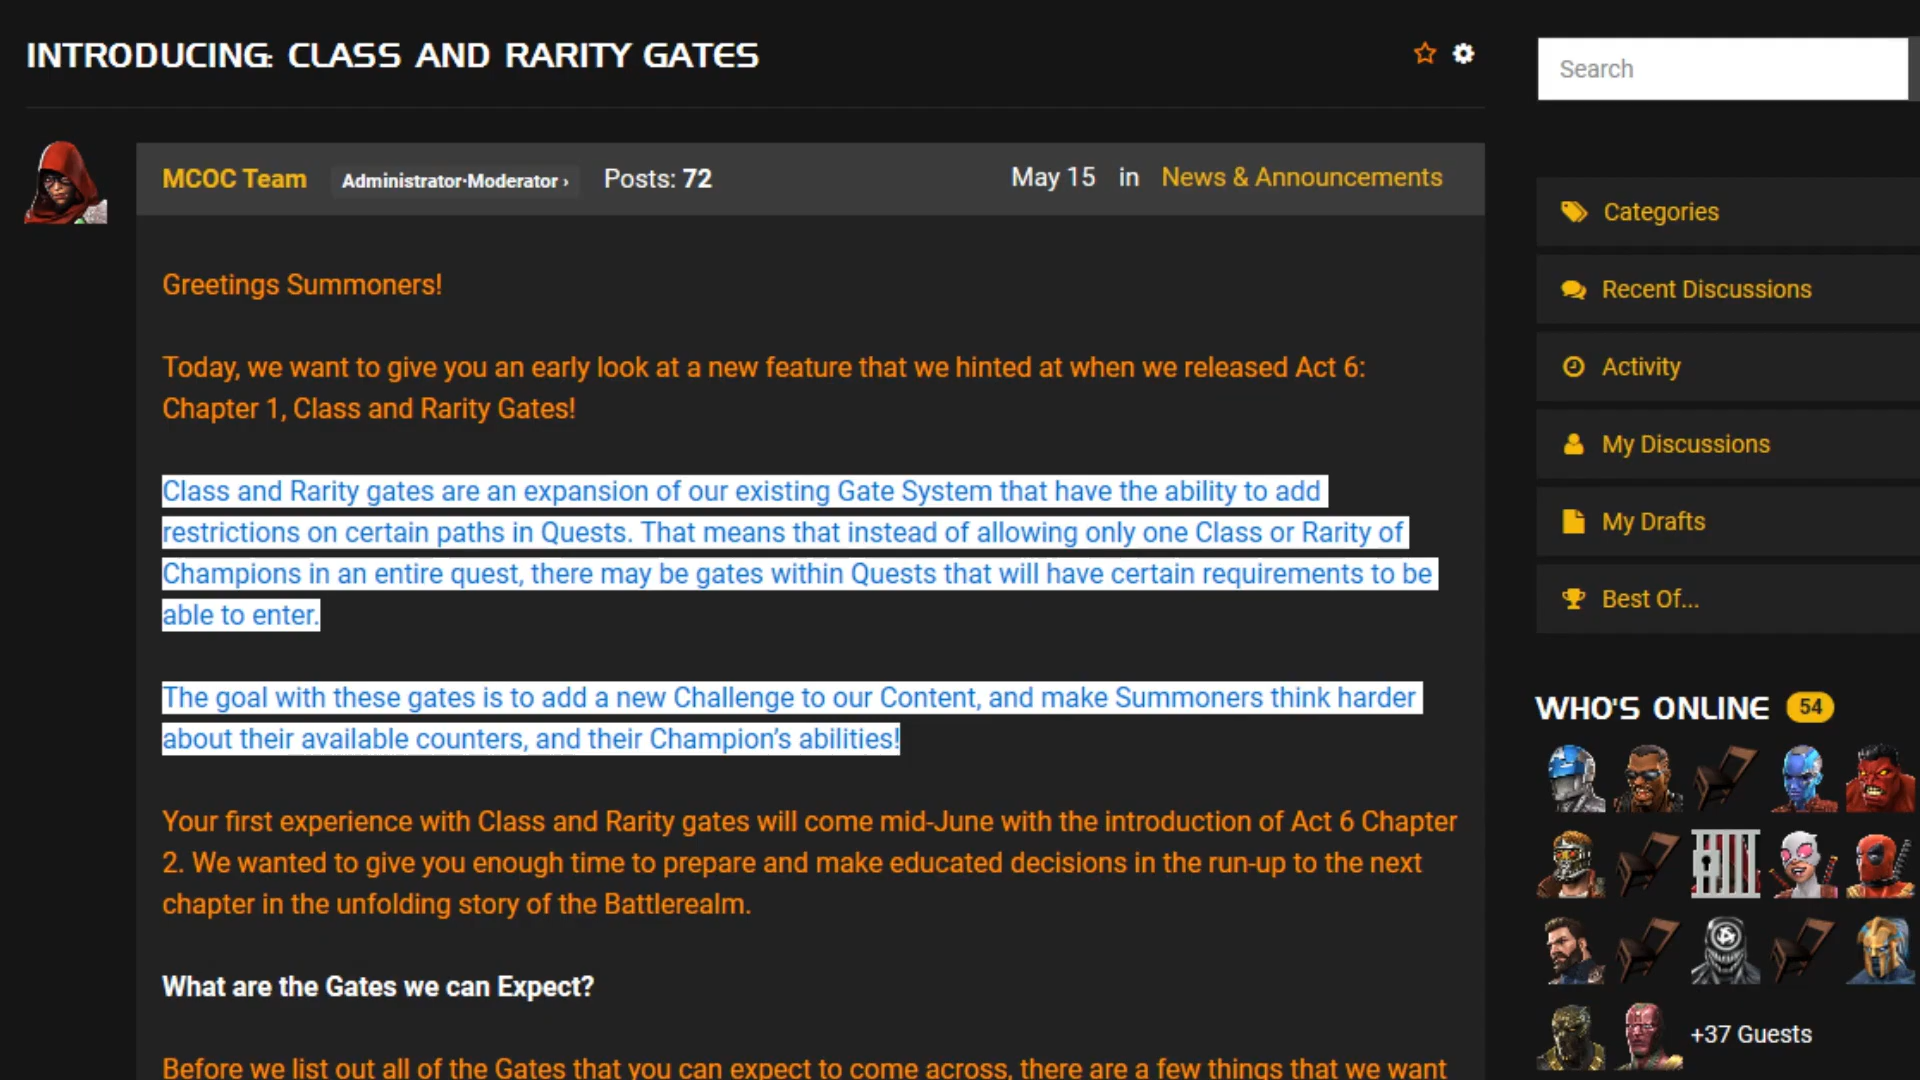 INTRODUCING: CLASS AND RARITY GATES
MCOC Team Administrator·Moderator › Posts: 72 May 15 in News & Announcements
Greetings Summoners!
Today, we want to give you an early look at a new feature that we hinted at when we released Act 6:
Chapter 1, Class and Rarity Gates!
Class and Rarity gates are an expansion of our existing Gate System that have the ability to add
restrictions on certain paths in Quests. That means that instead of allowing only one Class or Rarity of
Champions in an entire quest, there may be gates within Quests that will have certain requirements to be
able to enter.
The goal with these gates is to add a new Challenge to our Content, and make Summoners think harder
about their available counters, and their Champion’s abilities!
Your first experience with Class and Rarity gates will come mid-June with the introduction of Act 6 Chapter
2. We wanted to give you enough time to prepare and make educated decisions in the run-up to the next
chapter in the unfolding story of the Battlerealm.
What are the Gates we can Expect?
Before we list out all of the Gates that you can expect to come across, there are a few things that we want
Search
Categories
Recent Discussions
Activity
My Discussions
My Drafts
Best Of...
WHO'S ONLINE 54
+37 Guests